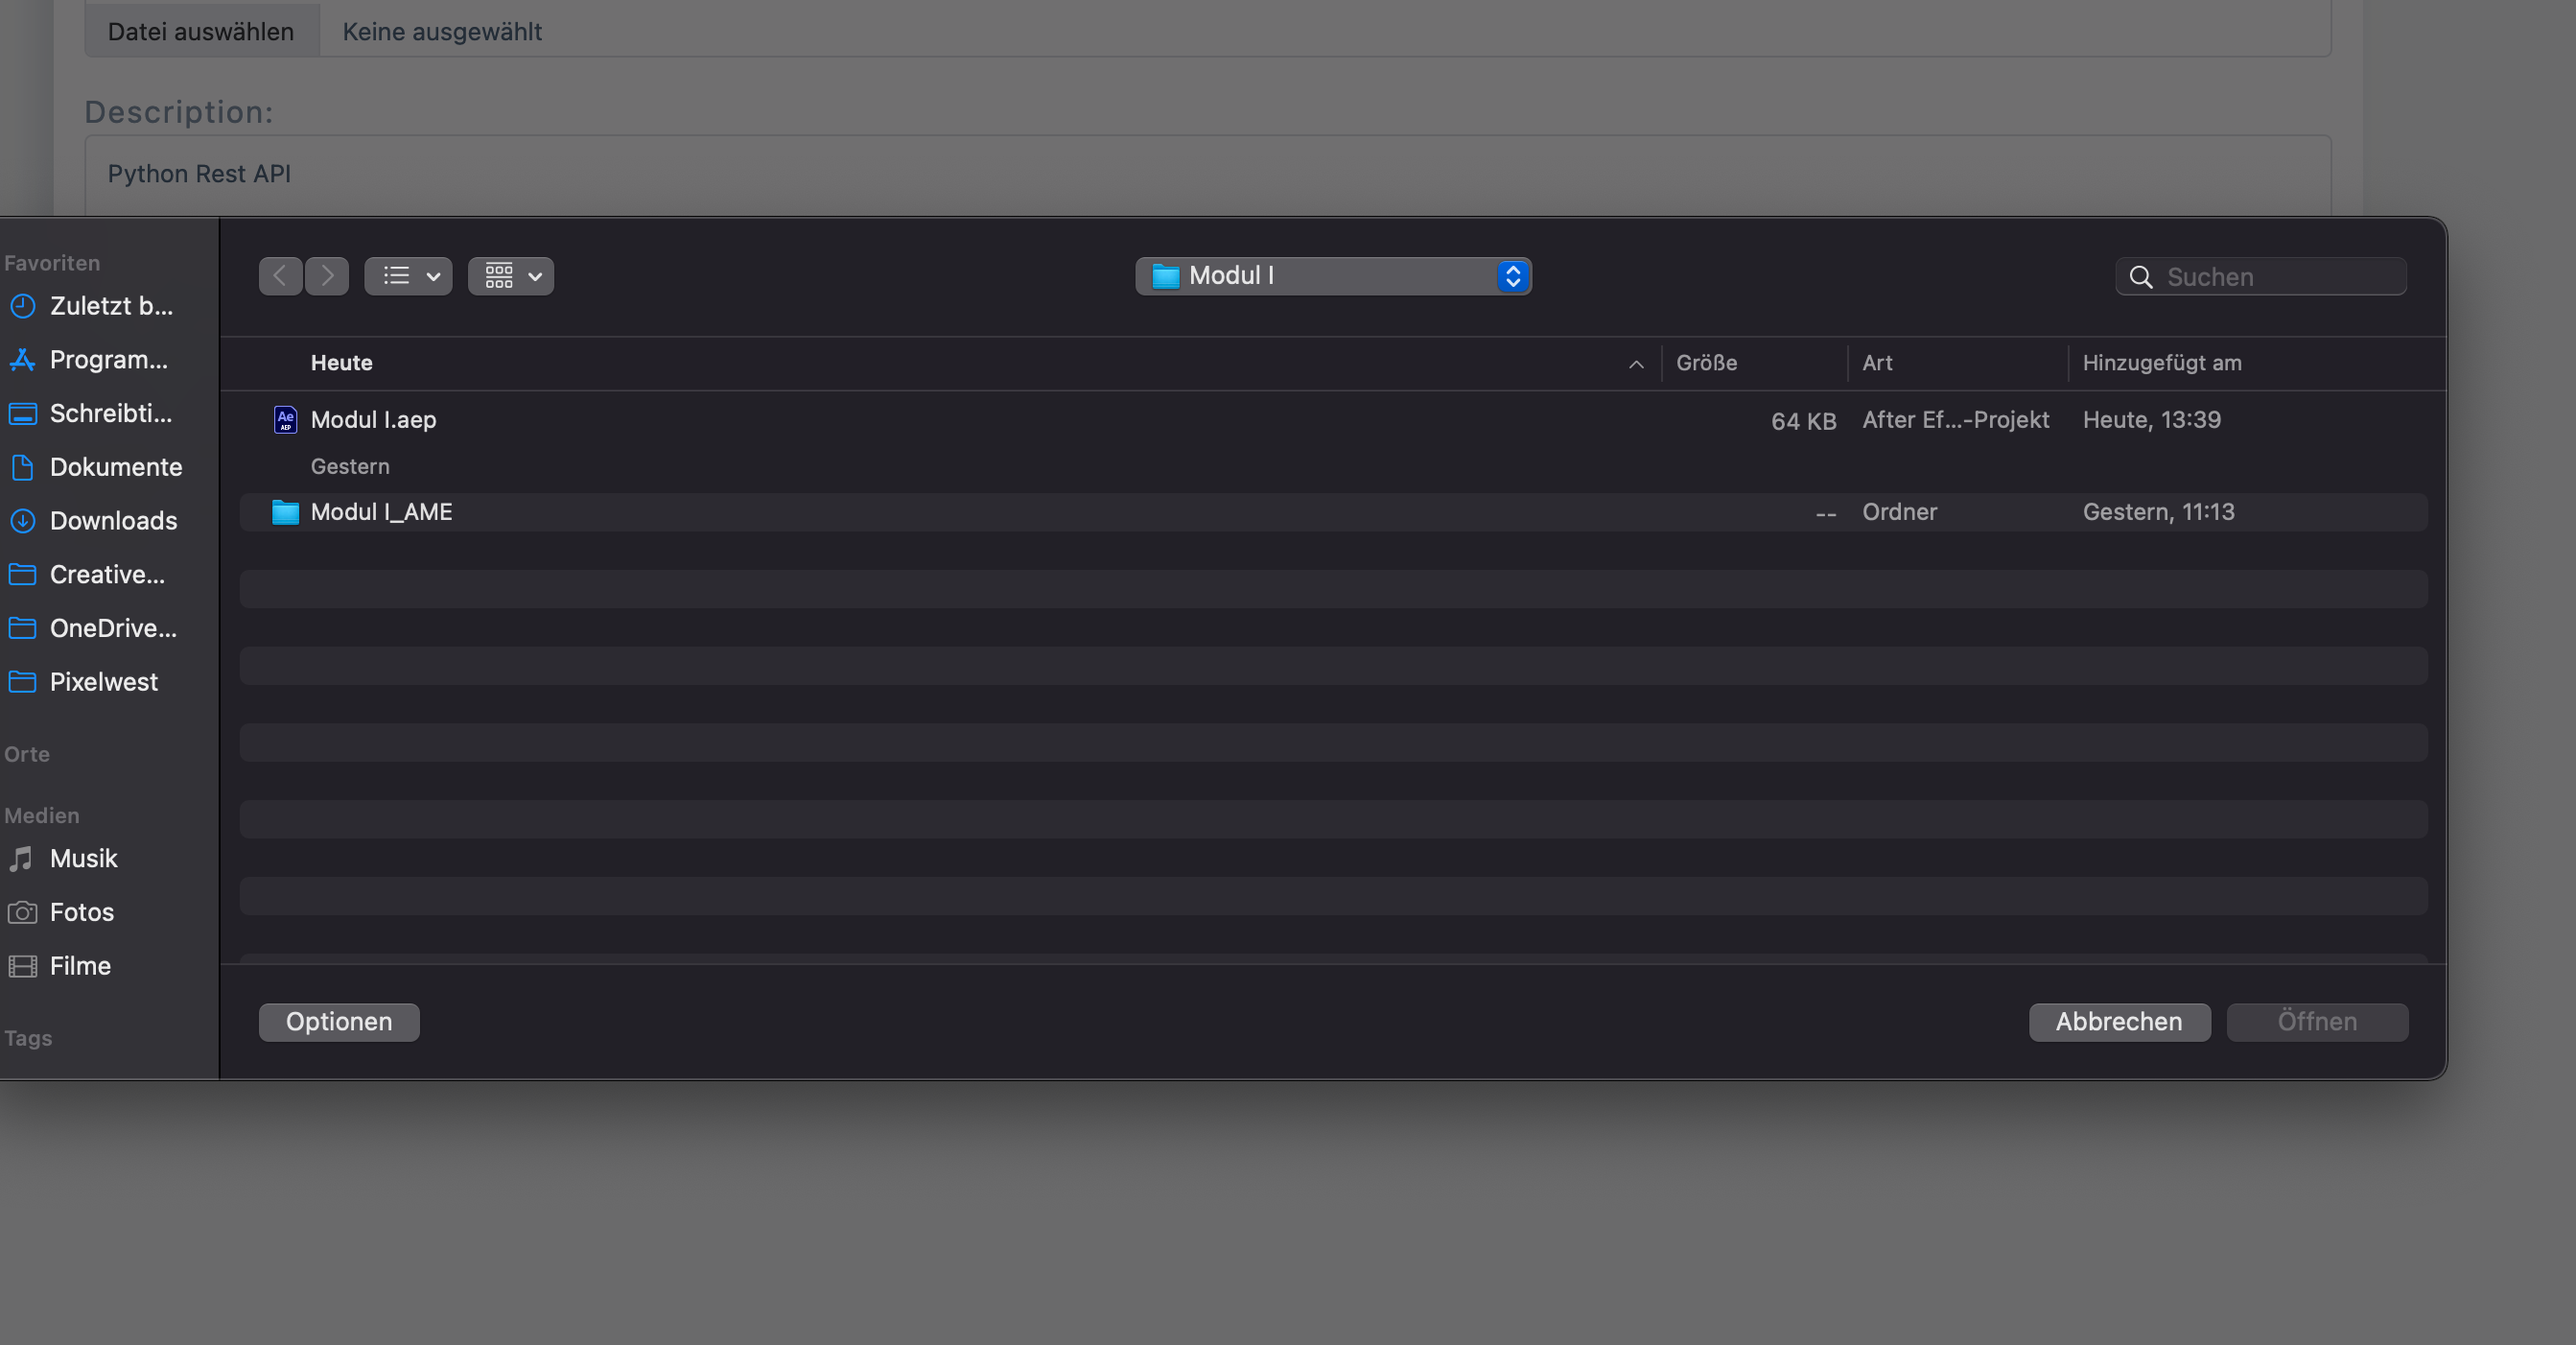 Datei auswählen Keine ausgewählt
Description:
Python Rest API
Favoriten
Zuletzt b...
Program...
Schreibti...
Dokumente
Downloads
Creative...
OneDrive...
Pixelwest
Orte
Medien
Musik
Fotos
Filme
Tags
Modul I
Suchen
Heute Größe Art Hinzugefügt am
Ae AEP Modul I.aep 64 KB After Ef...-Projekt Heute, 13:39
Gestern
Modul I_AME -- Ordner Gestern, 11:13
Optionen Abbrechen Öffnen